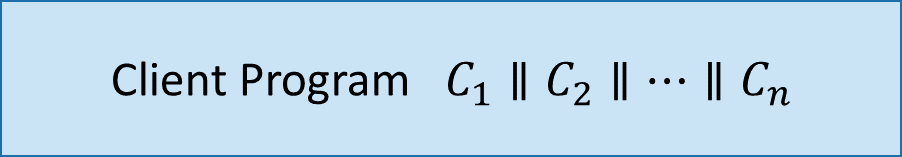 Client Program C₁ ∥ C₂ ∥ ⋯ ∥ Cₙ